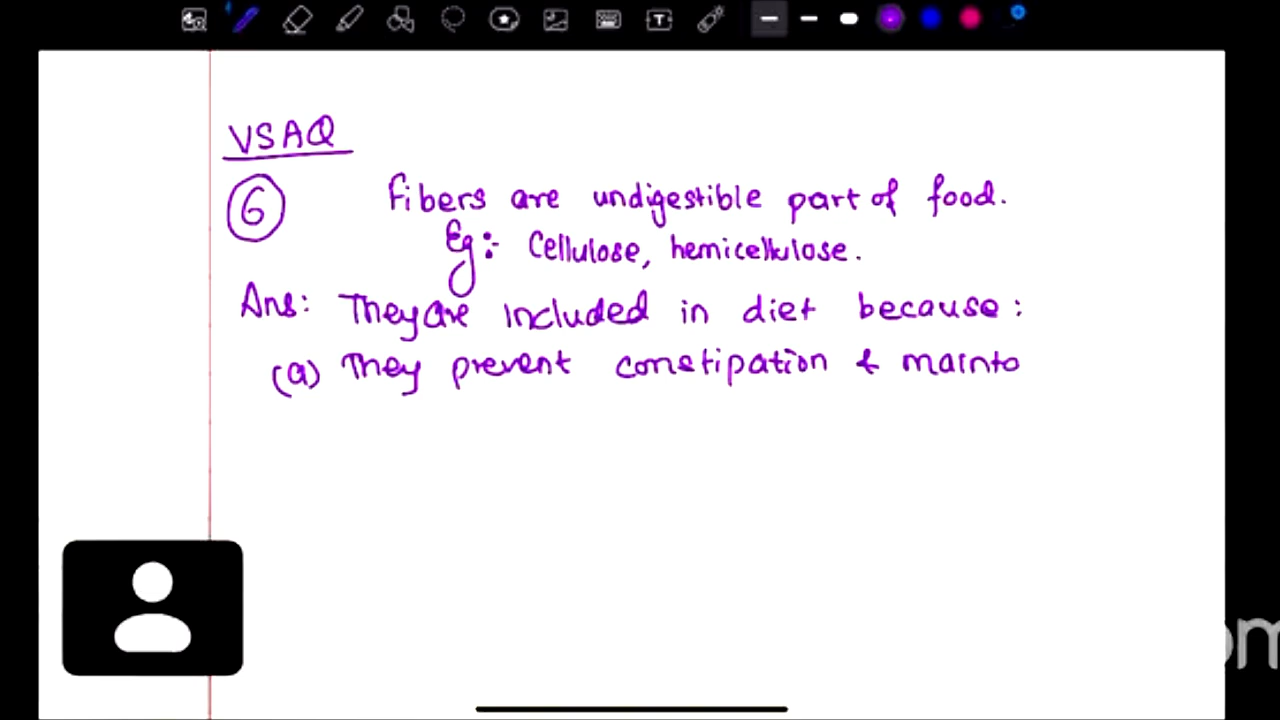 VSAQ
6 Fibers are undigestible part of food.
Eg:- Cellulose, hemicellulose.
Ans: They are included in diet because:
(a) They prevent constipation & mainta
om